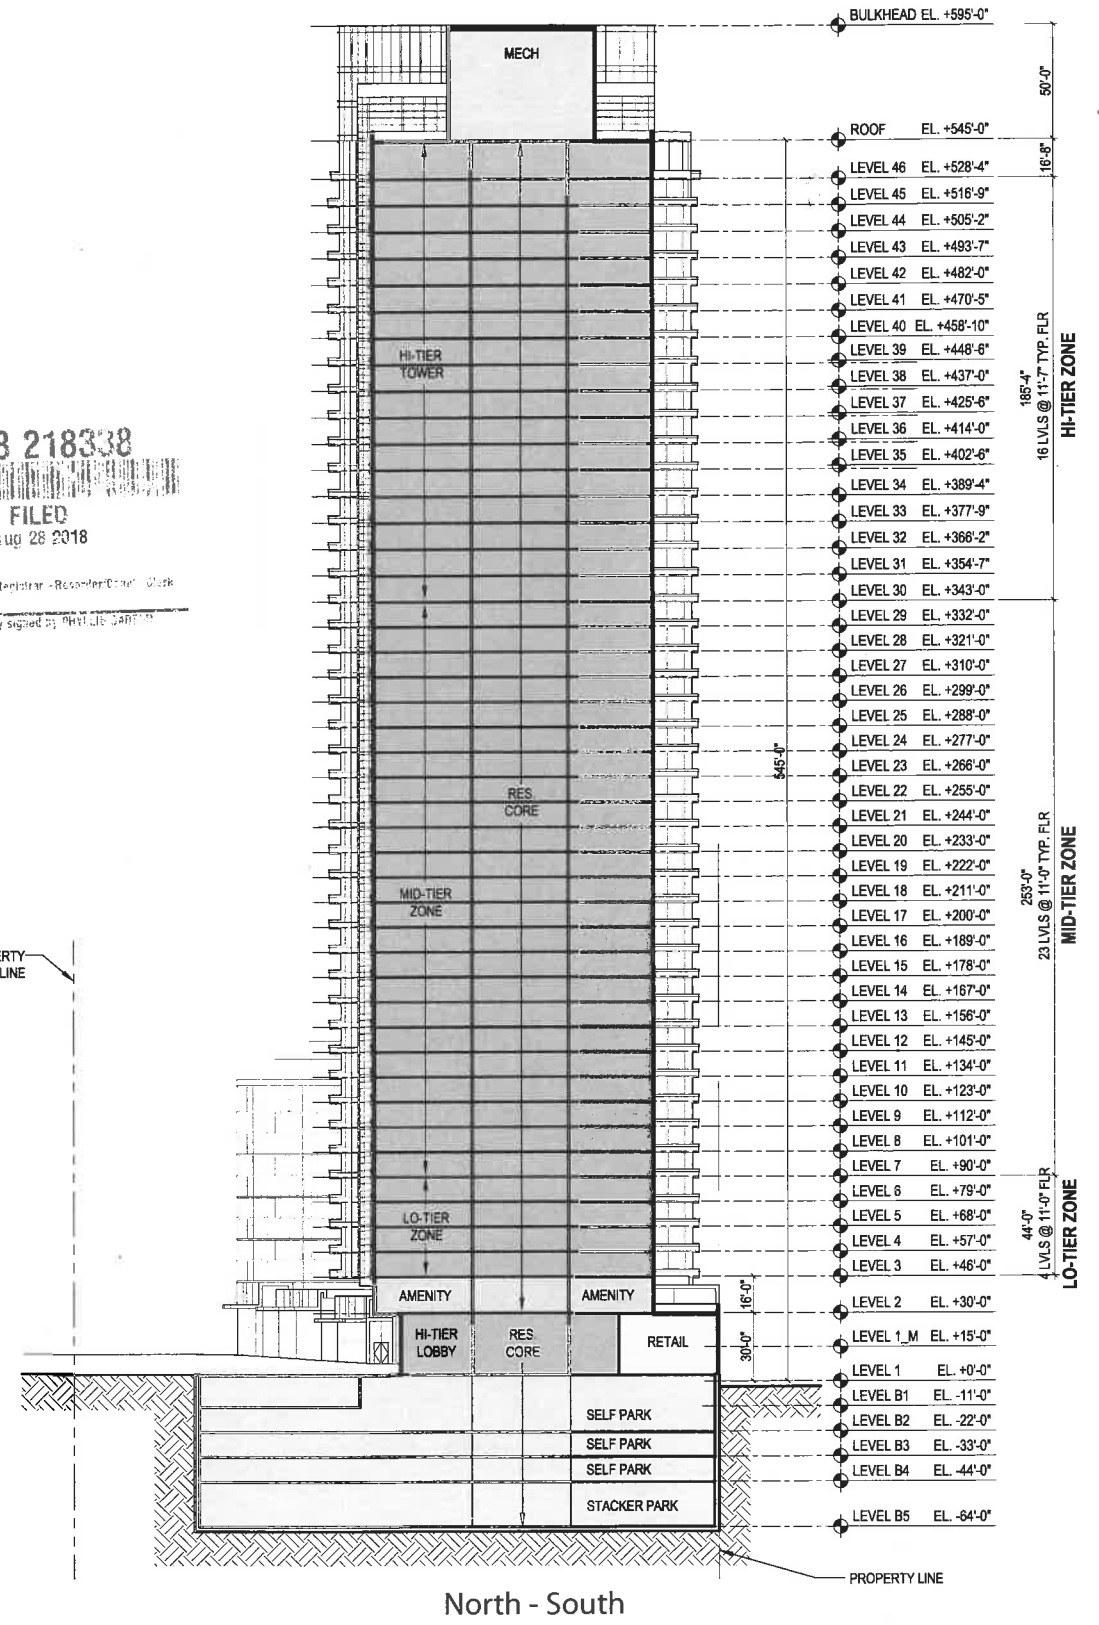 BULKHEAD EL. +595'-0"
MECH
50'-0"
ROOF EL. +545'-0"
16'-8"
LEVEL 46 EL. +528'-4"
LEVEL 45 EL. +516'-9"
LEVEL 44 EL. +505'-2"
LEVEL 43 EL. +493'-7"
LEVEL 42 EL. +482'-0"
LEVEL 41 EL. +470'-5"
LEVEL 40 EL. +458'-10"
LEVEL 39 EL. +448'-6"
LEVEL 38 EL. +437'-0"
LEVEL 37 EL. +425'-6"
LEVEL 36 EL. +414'-0"
LEVEL 35 EL. +402'-6"
LEVEL 34 EL. +389'-4"
LEVEL 33 EL. +377'-9"
LEVEL 32 EL. +366'-2"
LEVEL 31 EL. +354'-7"
LEVEL 30 EL. +343'-0"
LEVEL 29 EL. +332'-0"
LEVEL 28 EL. +321'-0"
LEVEL 27 EL. +310'-0"
LEVEL 26 EL. +299'-0"
LEVEL 25 EL. +288'-0"
LEVEL 24 EL. +277'-0"
LEVEL 23 EL. +266'-0"
LEVEL 22 EL. +255'-0"
LEVEL 21 EL. +244'-0"
LEVEL 20 EL. +233'-0"
LEVEL 19 EL. +222'-0"
LEVEL 18 EL. +211'-0"
LEVEL 17 EL. +200'-0"
LEVEL 16 EL. +189'-0"
LEVEL 15 EL. +178'-0"
LEVEL 14 EL. +167'-0"
LEVEL 13 EL. +156'-0"
LEVEL 12 EL. +145'-0"
LEVEL 11 EL. +134'-0"
LEVEL 10 EL. +123'-0"
LEVEL 9 EL. +112'-0"
LEVEL 8 EL. +101'-0"
LEVEL 7 EL. +90'-0"
LEVEL 6 EL. +79'-0"
LEVEL 5 EL. +68'-0"
LEVEL 4 EL. +57'-0"
LEVEL 3 EL. +46'-0"
LEVEL 2 EL. +30'-0"
LEVEL 1_M EL. +15'-0"
LEVEL 1 EL. +0'-0"
LEVEL B1 EL. -11'-0"
LEVEL B2 EL. -22'-0"
LEVEL B3 EL. -33'-0"
LEVEL B4 EL. -44'-0"
LEVEL B5 EL. -64'-0"
185'-4"
16 LVLS @ 11'-7" TYP. FLR
HI-TIER ZONE
253'-0"
23 LVLS @ 11'-0" TYP. FLR
MID-TIER ZONE
44'-0"
4 LVLS @ 11'-0" FLR
LO-TIER ZONE
545'-0"
16'-0"
30'-0"
HI-TIER
TOWER
RES.
CORE
MID-TIER
ZONE
LO-TIER
ZONE
AMENITY
AMENITY
HI-TIER
LOBBY
RES.
CORE
RETAIL
SELF PARK
SELF PARK
SELF PARK
STACKER PARK
218338
FILED
ug 28 2018
y signed by
ERTY
LINE
PROPERTY LINE
North - South